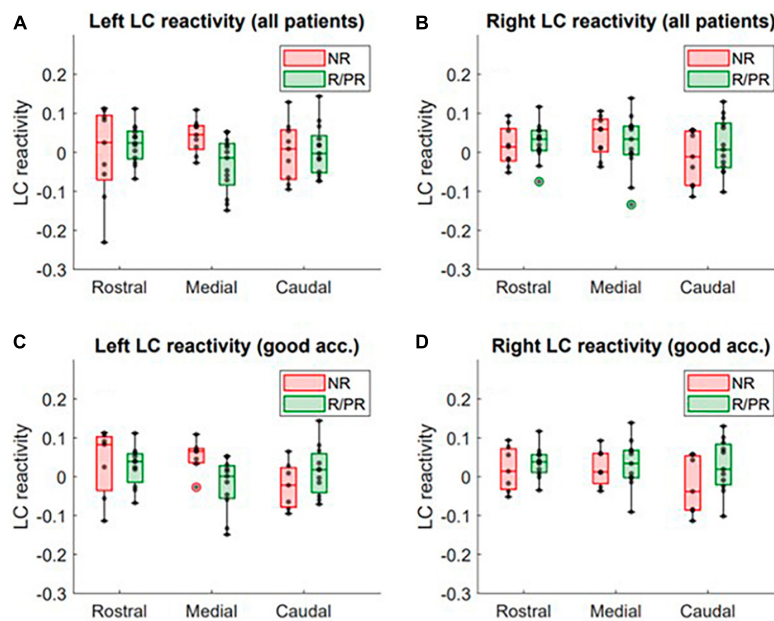 A
Left LC reactivity (all patients)
NR
R/PR
LC reactivity
0.2
0.1
0
-0.1
-0.2
-0.3
Rostral Medial Caudal
B
Right LC reactivity (all patients)
NR
R/PR
LC reactivity
0.2
0.1
0
-0.1
-0.2
-0.3
Rostral Medial Caudal
C
Left LC reactivity (good acc.)
NR
R/PR
LC reactivity
0.2
0.1
0
-0.1
-0.2
-0.3
Rostral Medial Caudal
D
Right LC reactivity (good acc.)
NR
R/PR
LC reactivity
0.2
0.1
0
-0.1
-0.2
-0.3
Rostral Medial Caudal